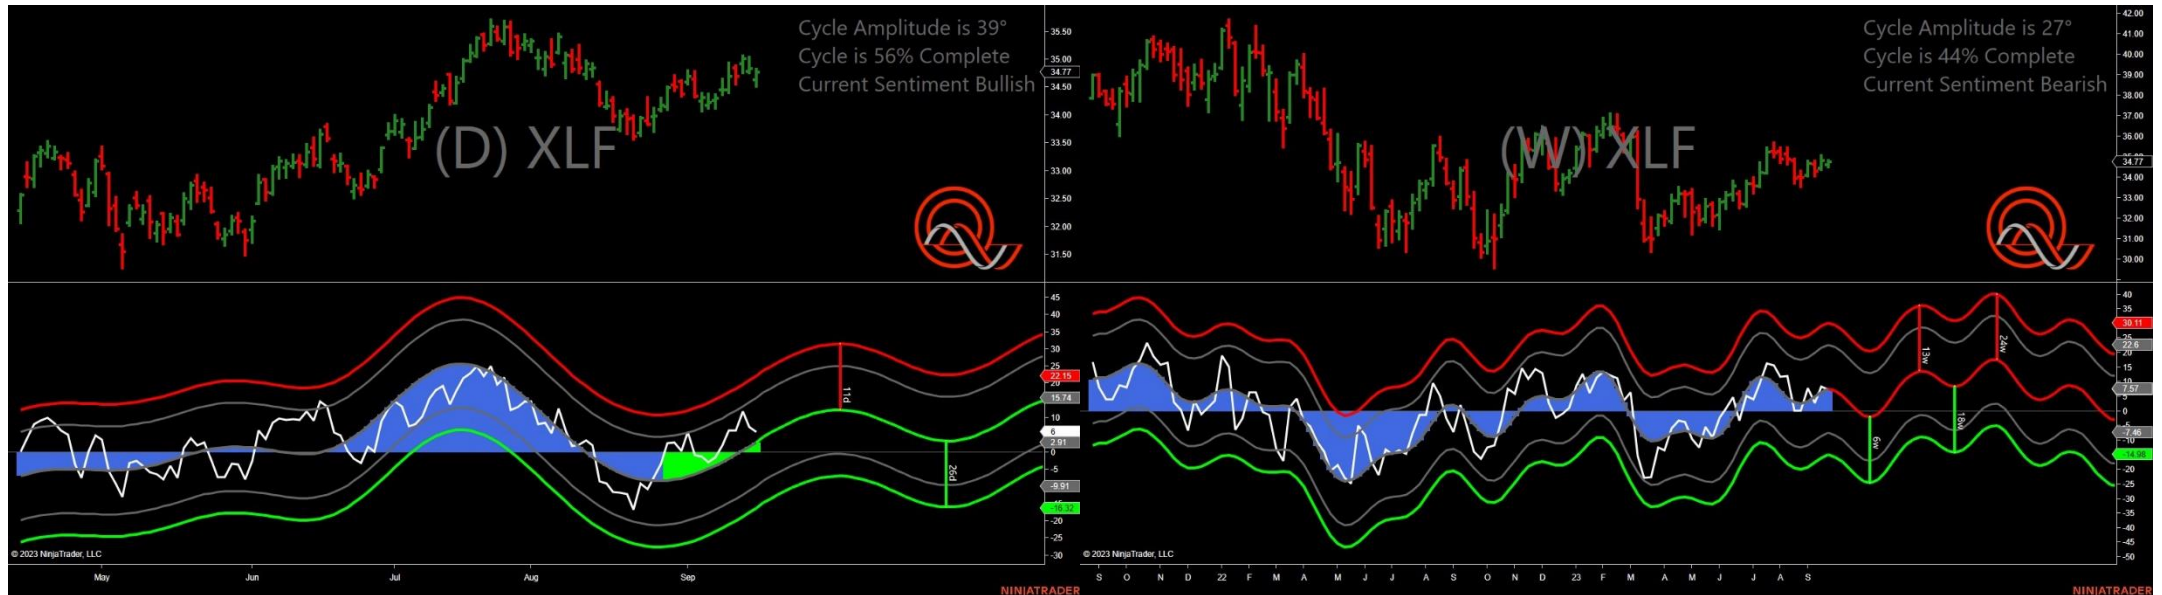 Cycle Amplitude is 39°
Cycle is 56% Complete
Current Sentiment Bullish
(D) XLF
35.50
35.00
34.77
34.50
34.00
33.50
33.00
32.50
32.00
31.50
45
40
35
30
25
22.15
20
15.74
10
6
2.91
0
-5
-9.91
-16.32
-20
-25
-30
11d
26d
© 2023 NinjaTrader, LLC
May
Jun
Jul
Aug
Sep
NINJATRADER
Cycle Amplitude is 27°
Cycle is 44% Complete
Current Sentiment Bearish
(W) XLF
42.00
41.00
40.00
39.00
38.00
37.00
36.00
34.77
34.00
33.00
32.00
31.00
30.00
40
35
30.11
22.6
20
15
10
7.57
5
0
-7.46
-10
-14.98
-20
-25
-30
-35
-40
-45
-50
13w
24w
6w
18w
© 2023 NinjaTrader, LLC
S O N D 22 F M A M J J A S O N D 23 F M A M J J A S
NINJATRADER